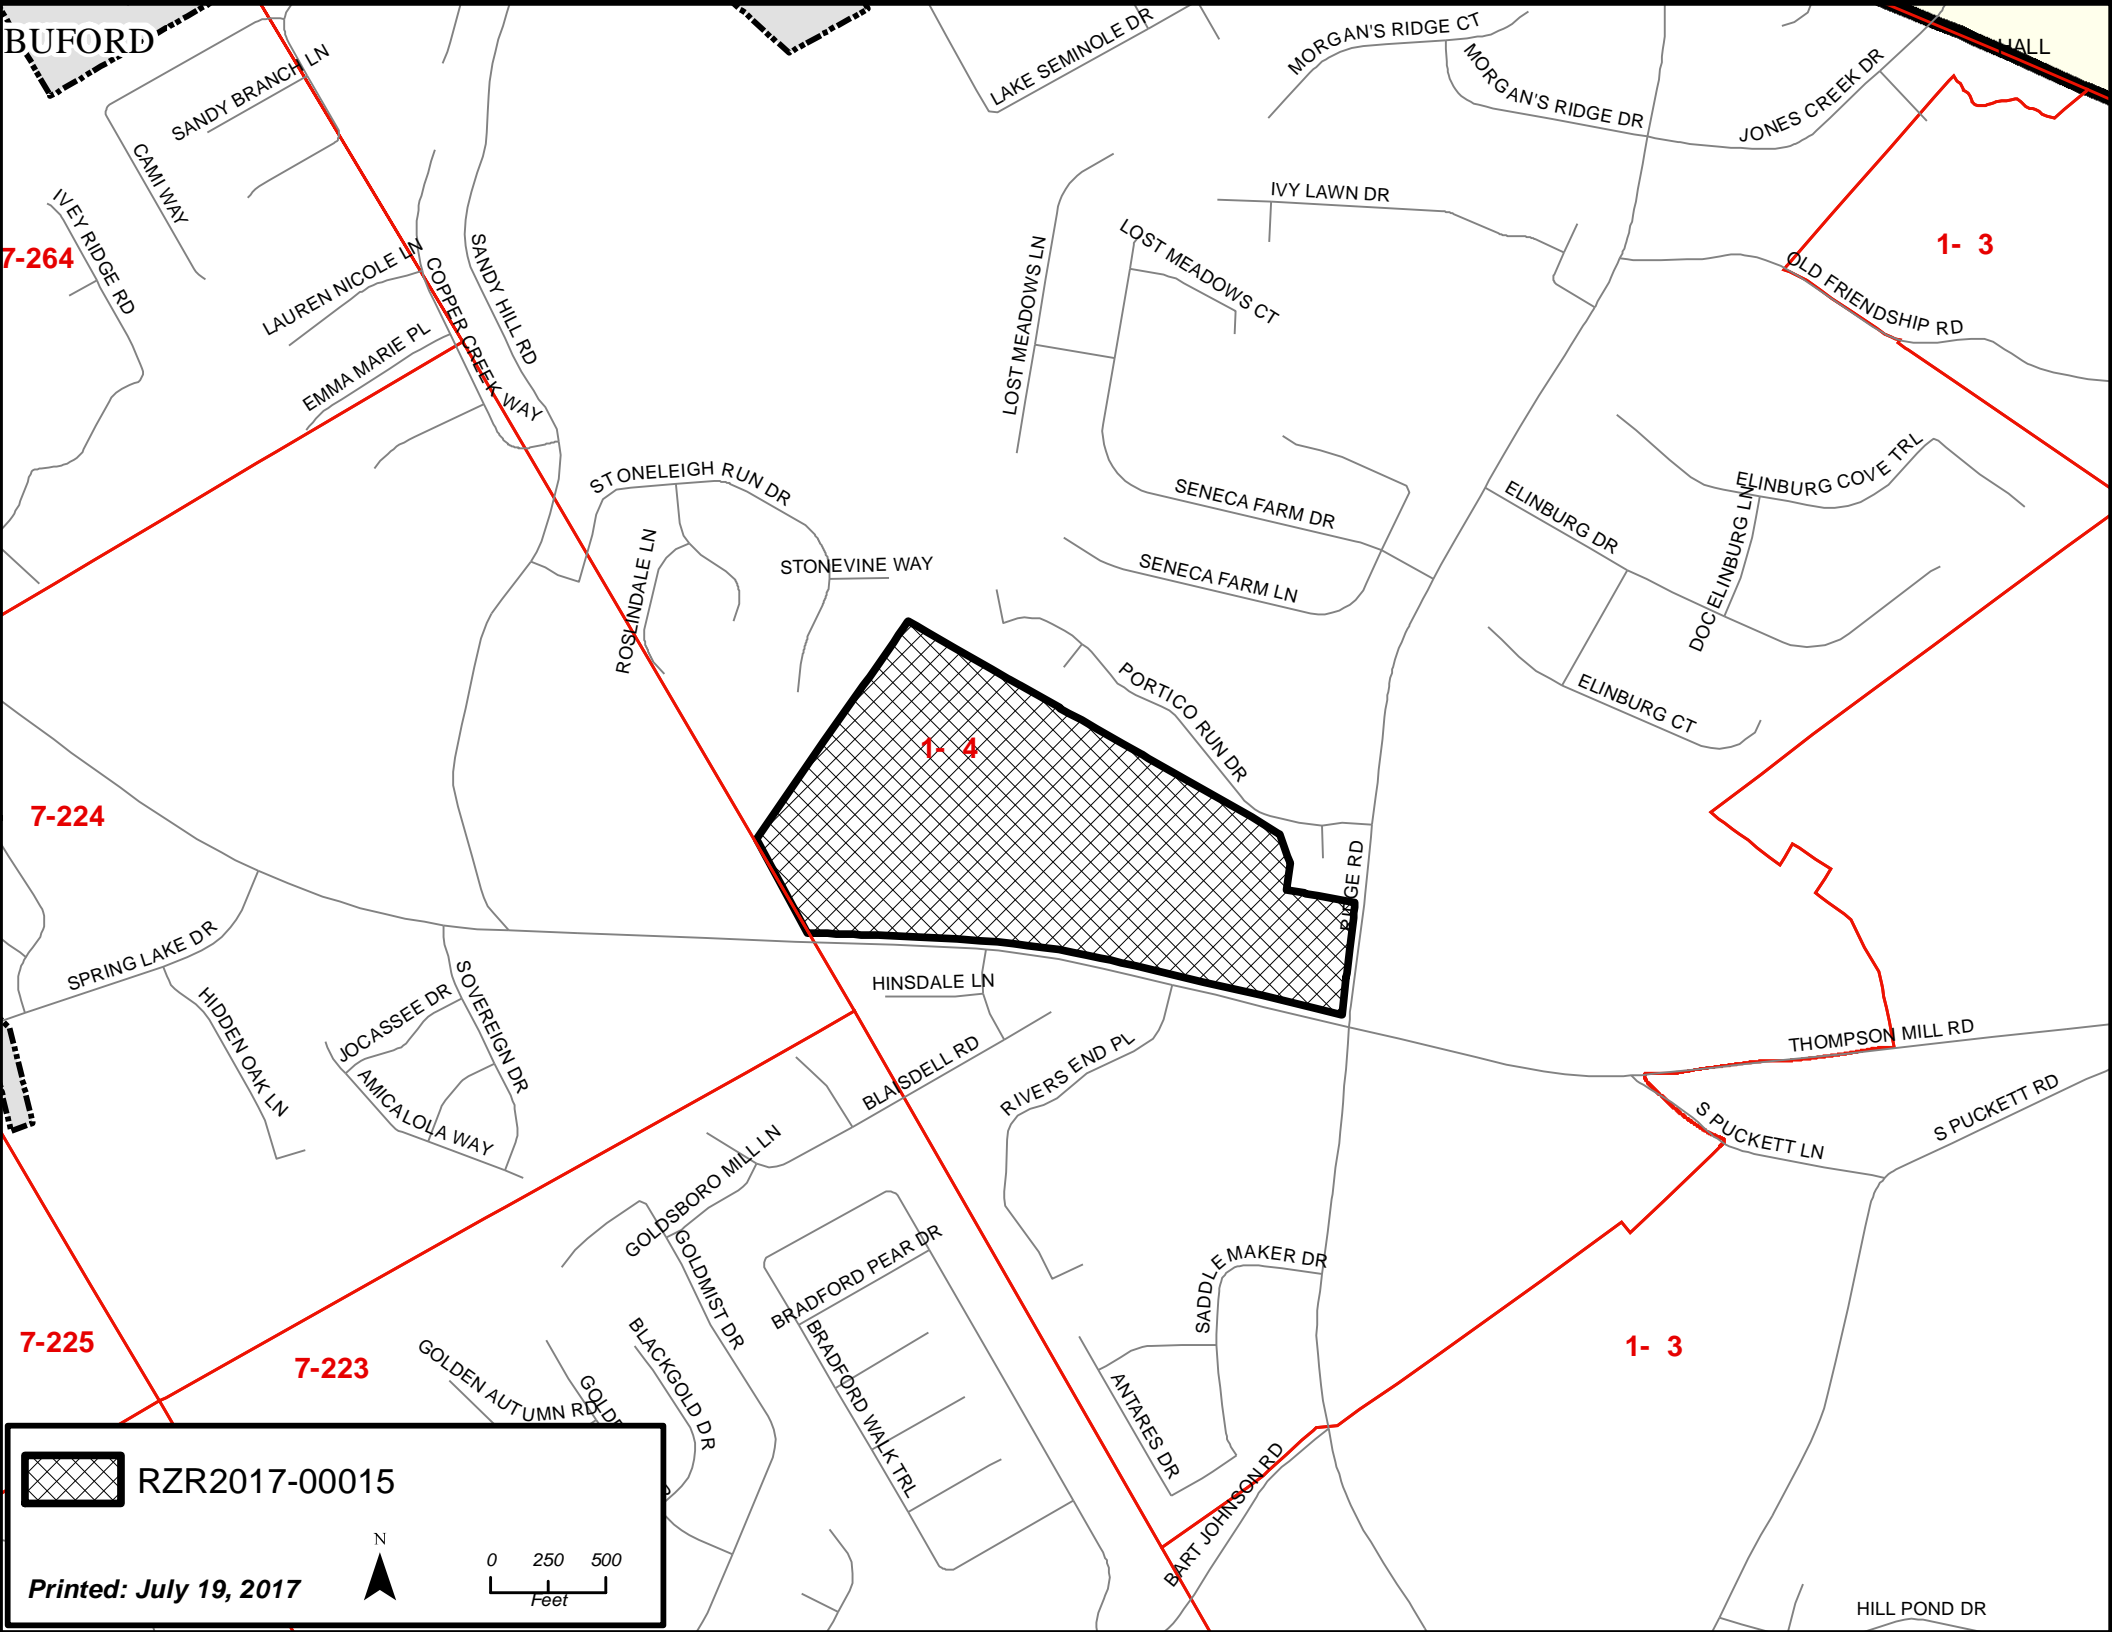 BUFORD
HALL
LAKE SEMINOLE DR
MORGAN'S RIDGE CT
MORGAN'S RIDGE DR
JONES CREEK DR
SANDY BRANCH LN
CAMI WAY
IVEY RIDGE RD
7-264
LAUREN NICOLE LN
EMMA MARIE PL
COPPER CREEK WAY
SANDY HILL RD
IVY LAWN DR
LOST MEADOWS LN
LOST MEADOWS CT
1- 3
OLD FRIENDSHIP RD
STONELEIGH RUN DR
ROSLINDALE LN
STONEVINE WAY
SENECA FARM DR
SENECA FARM LN
ELINBURG DR
ELINBURG COVE TRL
DOC ELINBURG LN
ELINBURG CT
PORTICO RUN DR
1- 4
7-224
RIDGE RD
SPRING LAKE DR
HIDDEN OAK LN
JOCASSEE DR
SOVEREIGN DR
AMICALOLA WAY
HINSDALE LN
BLAISDELL RD
RIVERS END PL
THOMPSON MILL RD
S PUCKETT LN
S PUCKETT RD
GOLDSBORO MILL LN
GOLDMIST DR
BRADFORD PEAR DR
BRADFORD WALK TRL
SADDLE MAKER DR
ANTARES DR
BART JOHNSON RD
7-225
7-223
1- 3
GOLDEN AUTUMN RD
BLACKGOLD DR
HILL POND DR
RZR2017-00015
Printed: July 19, 2017
N
0 250 500
Feet